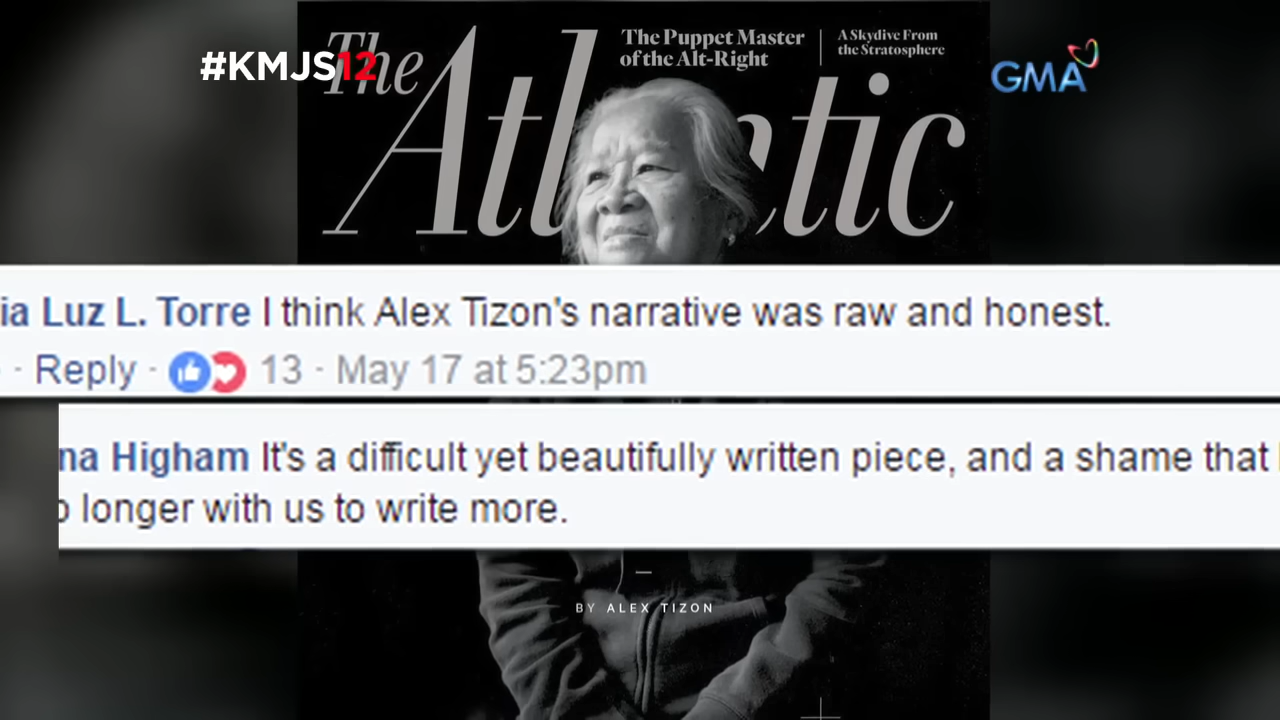 #KMJS12
The Atlantic
The Puppet Master
of the Alt-Right
A Skydive From
the Stratosphere
GMA
ia Luz L. Torre I think Alex Tizon's narrative was raw and honest.
· Reply · 13 · May 17 at 5:23pm
na Higham It's a difficult yet beautifully written piece, and a shame that
longer with us to write more.
BY ALEX TIZON